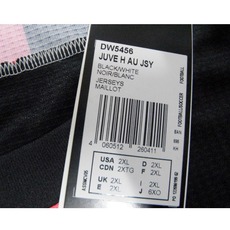 DW5456
JUVE H AU JSY
BLACK/WHITE
NOIR/BLANC
JERSEYS
MAILLOT
4 060512 260411
USA 2XL D 2XL
CDN 2XTG F 2XL
UK 2XL I 2XL
E 2XL J 6XO